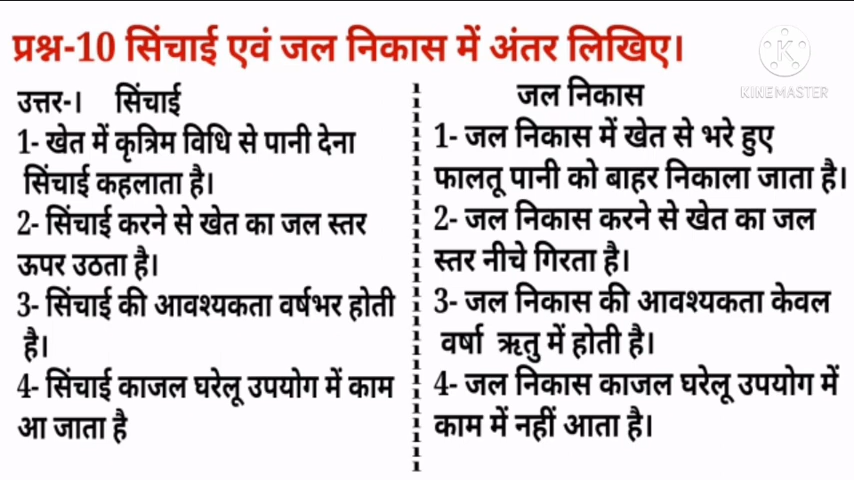 प्रश्न-10 सिंचाई एवं जल निकास में अंतर लिखिए।
KINEMASTER
उत्तर-। सिंचाई
1- खेत में कृत्रिम विधि से पानी देना
सिंचाई कहलाता है।
2- सिंचाई करने से खेत का जल स्तर
ऊपर उठता है।
3- सिंचाई की आवश्यकता वर्षभर होती
है।
4- सिंचाई काजल घरेलू उपयोग में काम
आ जाता है
जल निकास
1- जल निकास में खेत से भरे हुए
फालतू पानी को बाहर निकाला जाता है।
2- जल निकास करने से खेत का जल
स्तर नीचे गिरता है।
3- जल निकास की आवश्यकता केवल
वर्षा ऋतु में होती है।
4- जल निकास काजल घरेलू उपयोग में
काम में नहीं आता है।